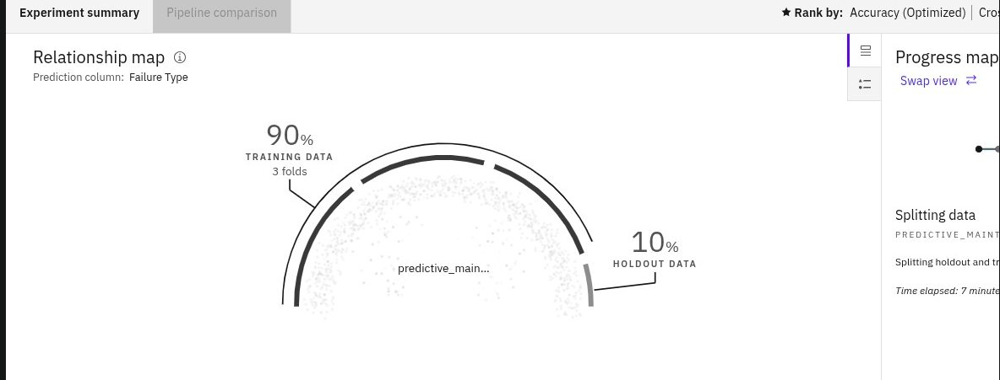 Experiment summary
Pipeline comparison
★ Rank by: Accuracy (Optimized) | Cros
Relationship map
Prediction column: Failure Type
Progress map
Swap view
90%
TRAINING DATA
3 folds
10%
HOLDOUT DATA
predictive_main...
Splitting data
PREDICTIVE_MAINT
Splitting holdout and tr
Time elapsed: 7 minute